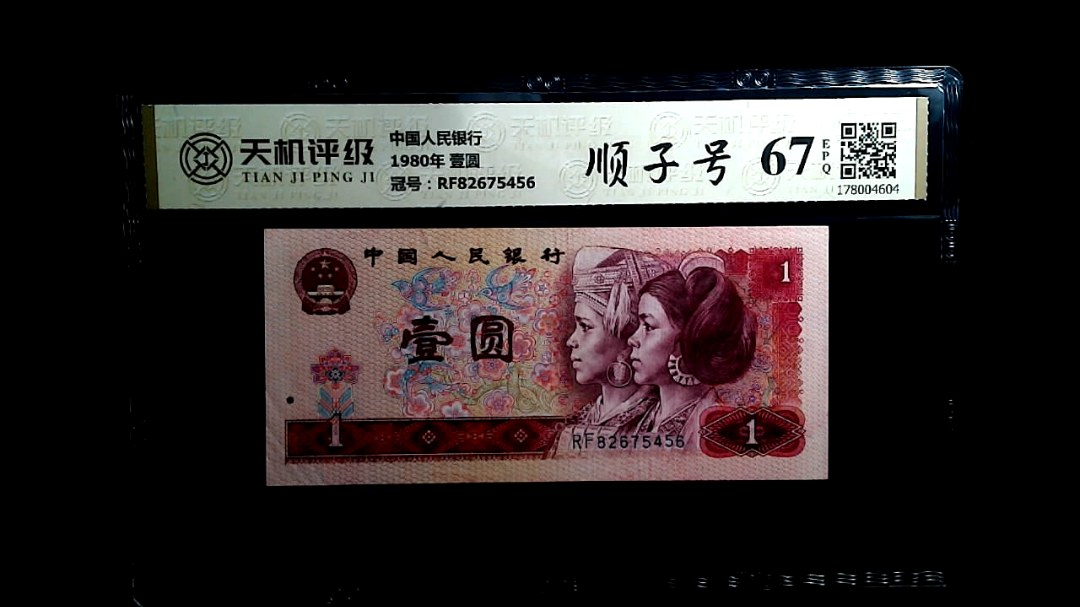 天机评级
TIAN JI PING JI
中国人民银行
1980年 壹圆
冠号：RF82675456
顺子号
67
EPQ
178004604
中國人民銀行
1
壹圆
1
RF82675456
1